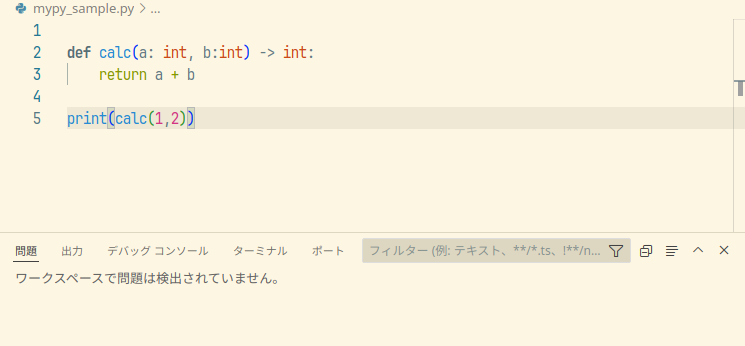 mypy_sample.py > ...
1
2 def calc(a: int, b:int) -> int:
3     return a + b
4
5 print(calc(1,2))
問題 出力 デバッグ コンソール ターミナル ポート フィルター (例: テキスト、**/*.ts、!**/n...
ワークスペースで問題は検出されていません。